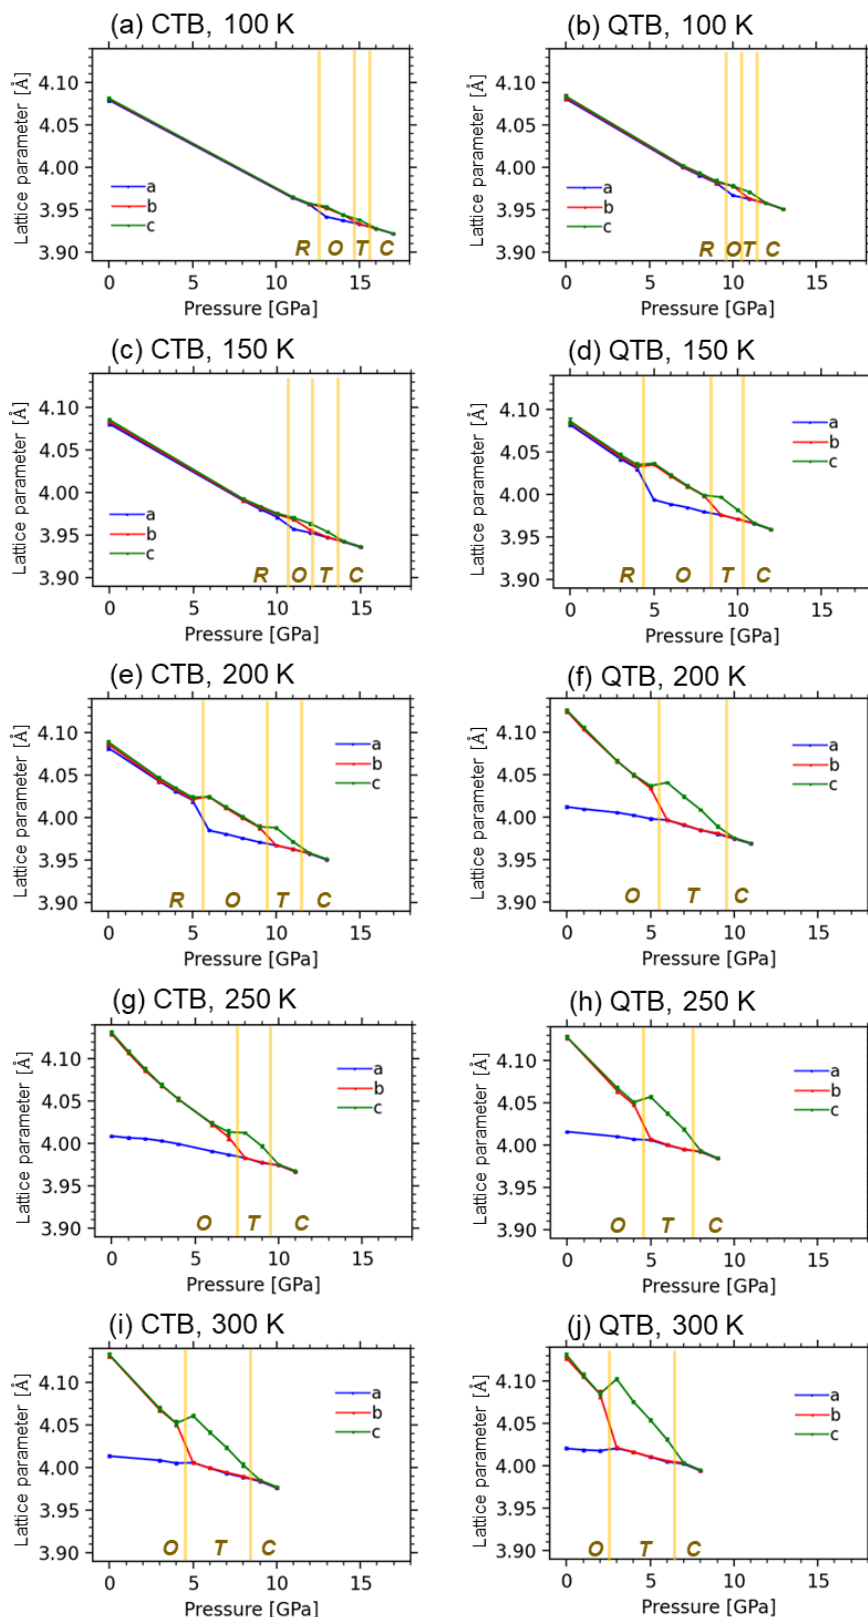 (a) CTB, 100 K
Lattice parameter [Å]
4.10
4.05
4.00
3.95
3.90
a
b
c
R O T C
0 5 10 15
Pressure [GPa]
(b) QTB, 100 K
Lattice parameter [Å]
4.10
4.05
4.00
3.95
3.90
a
b
c
R O T C
0 5 10 15
Pressure [GPa]
(c) CTB, 150 K
Lattice parameter [Å]
4.10
4.05
4.00
3.95
3.90
a
b
c
R O T C
0 5 10 15
Pressure [GPa]
(d) QTB, 150 K
Lattice parameter [Å]
4.10
4.05
4.00
3.95
3.90
a
b
c
R O T C
0 5 10 15
Pressure [GPa]
(e) CTB, 200 K
Lattice parameter [Å]
4.10
4.05
4.00
3.95
3.90
a
b
c
R O T C
0 5 10 15
Pressure [GPa]
(f) QTB, 200 K
Lattice parameter [Å]
4.10
4.05
4.00
3.95
3.90
a
b
c
O T C
0 5 10 15
Pressure [GPa]
(g) CTB, 250 K
Lattice parameter [Å]
4.10
4.05
4.00
3.95
3.90
a
b
c
O T C
0 5 10 15
Pressure [GPa]
(h) QTB, 250 K
Lattice parameter [Å]
4.10
4.05
4.00
3.95
3.90
a
b
c
O T C
0 5 10 15
Pressure [GPa]
(i) CTB, 300 K
Lattice parameter [Å]
4.10
4.05
4.00
3.95
3.90
a
b
c
O T C
0 5 10 15
Pressure [GPa]
(j) QTB, 300 K
Lattice parameter [Å]
4.10
4.05
4.00
3.95
3.90
a
b
c
O T C
0 5 10 15
Pressure [GPa]